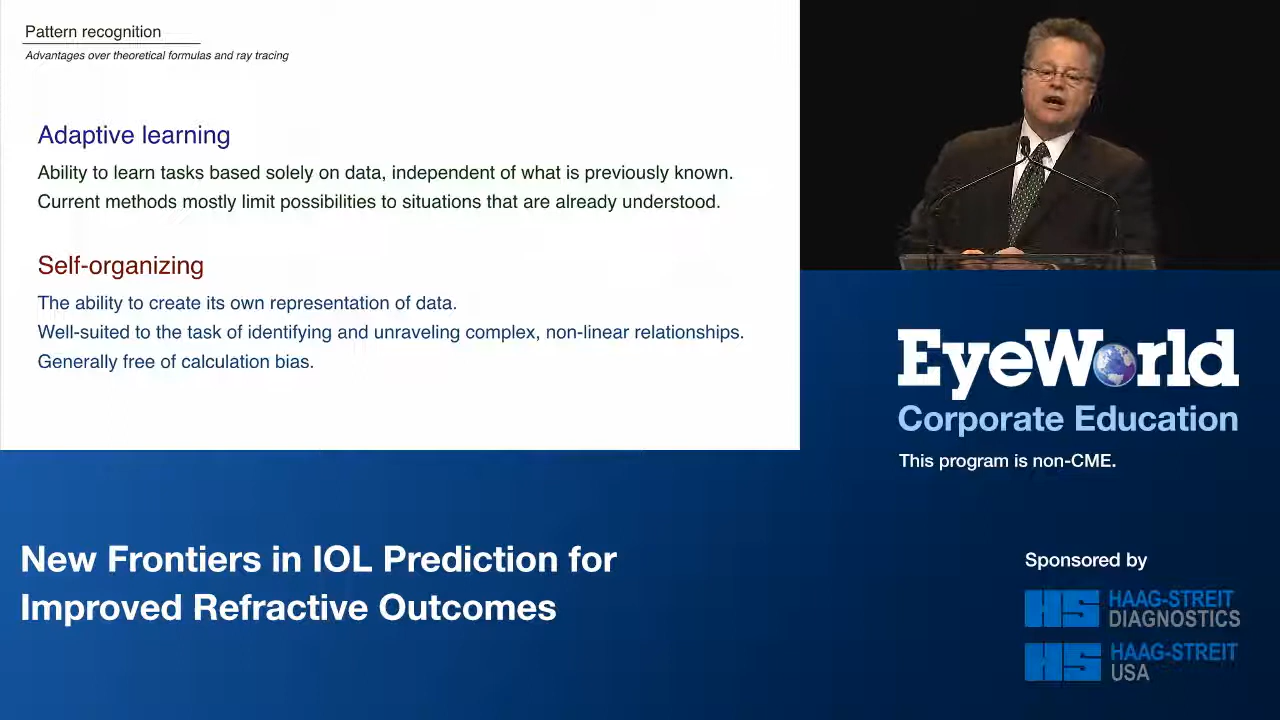 Pattern recognition
Advantages over theoretical formulas and ray tracing
Adaptive learning
Ability to learn tasks based solely on data, independent of what is previously known.
Current methods mostly limit possibilities to situations that are already understood.
Self-organizing
The ability to create its own representation of data.
Well-suited to the task of identifying and unraveling complex, non-linear relationships.
Generally free of calculation bias.
EyeWorld
Corporate Education
This program is non-CME.
New Frontiers in IOL Prediction for
Improved Refractive Outcomes
Sponsored by
HS HAAG-STREIT
DIAGNOSTICS
HS HAAG-STREIT
USA